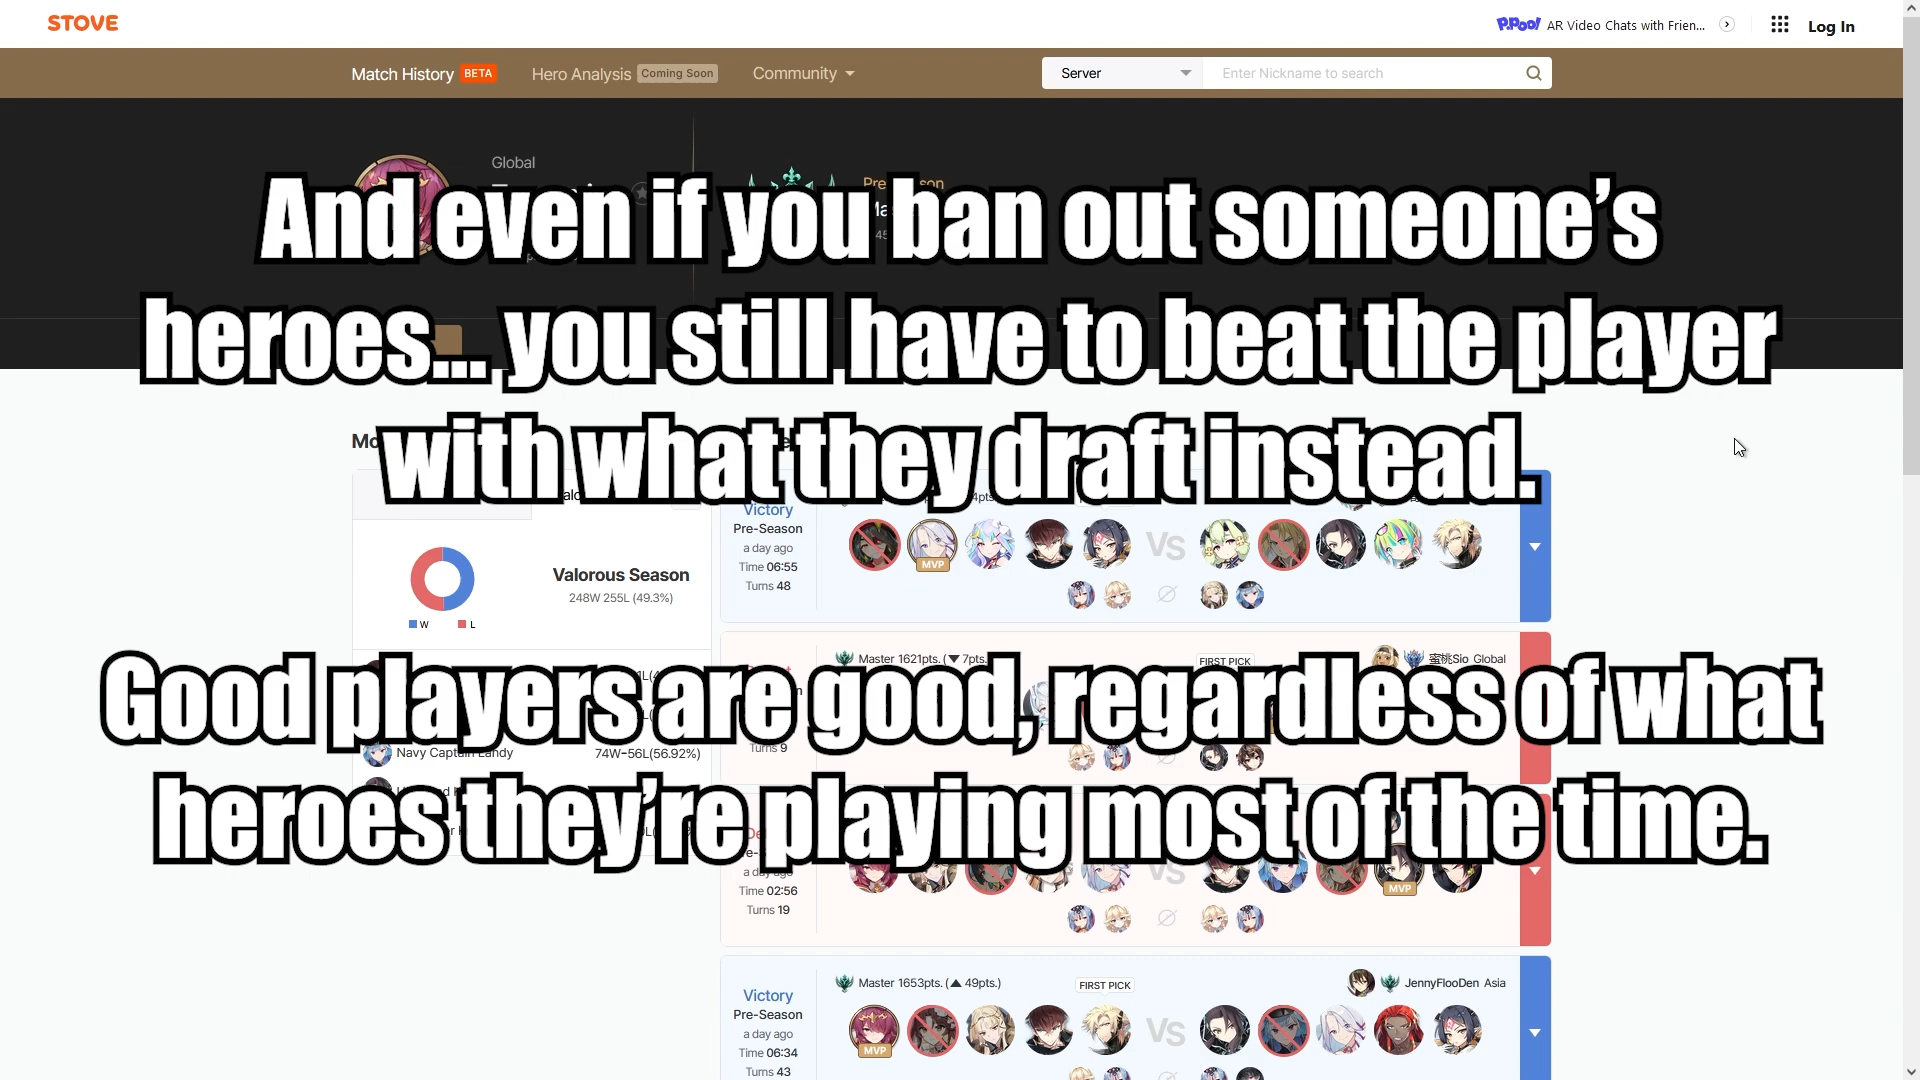 STOVE
P.Pool AR Video Chats with Frien...
Log In
Match History BETA
Hero Analysis Coming Soon
Community
Server
Enter Nickname to search
Global
And even if you ban out someone's
heroes... you still have to beat the player
with what they draft instead.
Victory
Pre-Season
a day ago
Time 06:55
Turns 48
MVP
VS
Valorous Season
248W 255L (49.3%)
W
L
Master 1621pts. (▼ 7pts.
FIRST PICK
蜜桃Sio Global
Good players are good, regardless of what
heroes they're playing most of the time.
Turns 9
Navy Captain Landy
74W-56L(56.92%)
a day ago
Time 02:56
Turns 19
VS
MVP
Victory
Pre-Season
a day ago
Time 06:34
Turns 43
Master 1653pts. (▲ 49pts.)
FIRST PICK
JennyFlooDen Asia
MVP
VS